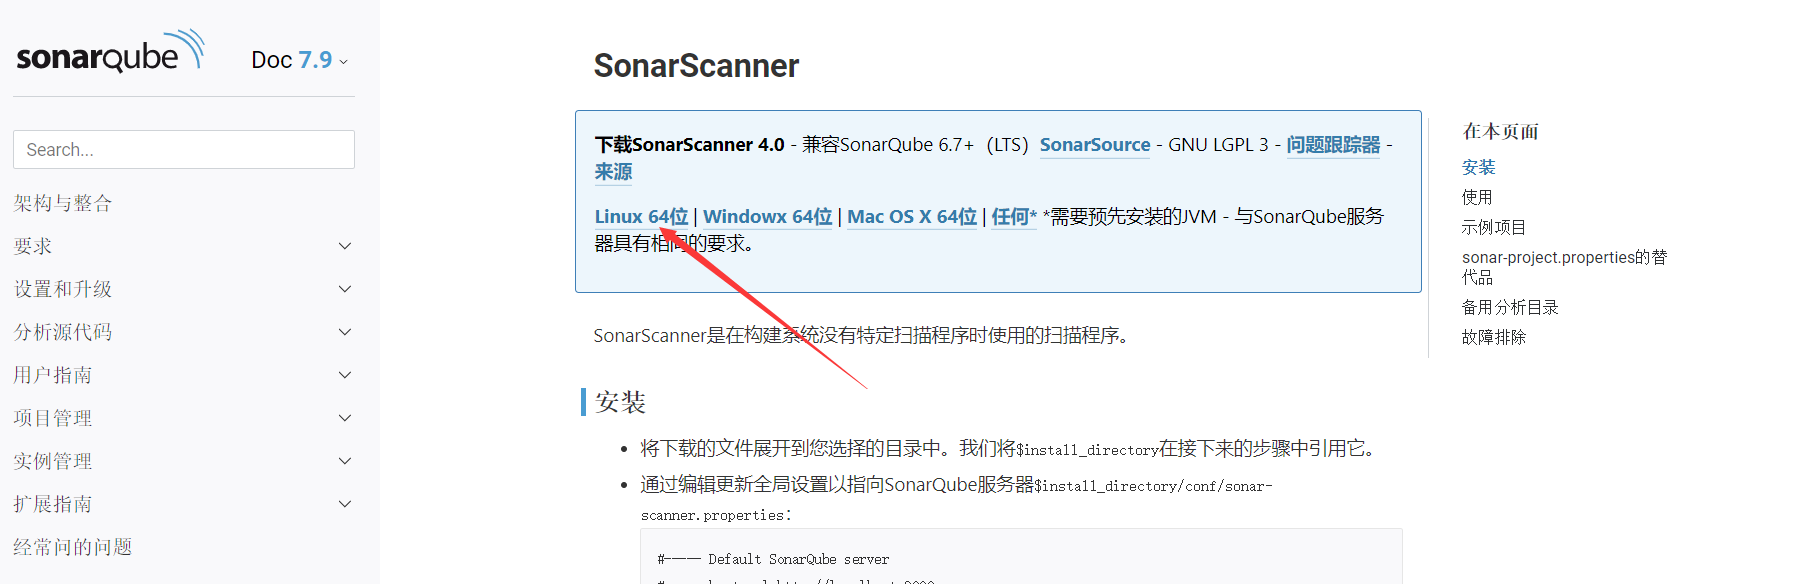 sonarqube
Doc 7.9
Search...
架构与整合
要求
设置和升级
分析源代码
用户指南
项目管理
实例管理
扩展指南
经常问的问题
SonarScanner
下载SonarScanner 4.0 - 兼容SonarQube 6.7+（LTS）SonarSource - GNU LGPL 3 - 问题跟踪器 -
来源
Linux 64位 | Windowx 64位 | Mac OS X 64位 | 任何* *需要预先安装的JVM - 与SonarQube服务
器具有相同的要求。
SonarScanner是在构建系统没有特定扫描程序时使用的扫描程序。
安装
将下载的文件展开到您选择的目录中。我们将$install_directory在接下来的步骤中引用它。
通过编辑更新全局设置以指向SonarQube服务器$install_directory/conf/sonar-
scanner.properties：
#----- Default SonarQube server
在本页面
安装
使用
示例项目
sonar-project.properties的替
代品
备用分析目录
故障排除